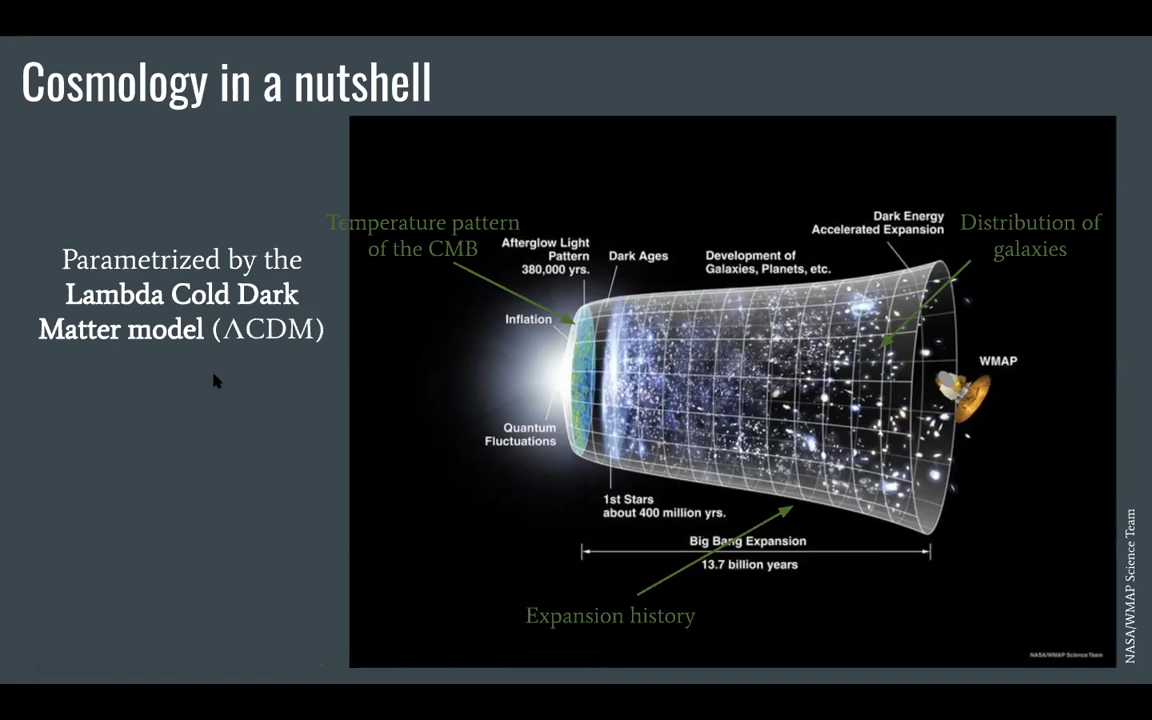 Cosmology in a nutshell
Parametrized by the
Lambda Cold Dark
Matter model (ΛCDM)
Temperature pattern
of the CMB
Afterglow Light
Pattern
380,000 yrs.
Dark Ages
Development of
Galaxies, Planets, etc.
Dark Energy
Accelerated Expansion
Distribution of
galaxies
Inflation
WMAP
Quantum
Fluctuations
1st Stars
about 400 million yrs.
Big Bang Expansion
13.7 billion years
Expansion history
NASA/WMAP Science Team
NASA/WMAP Science Team